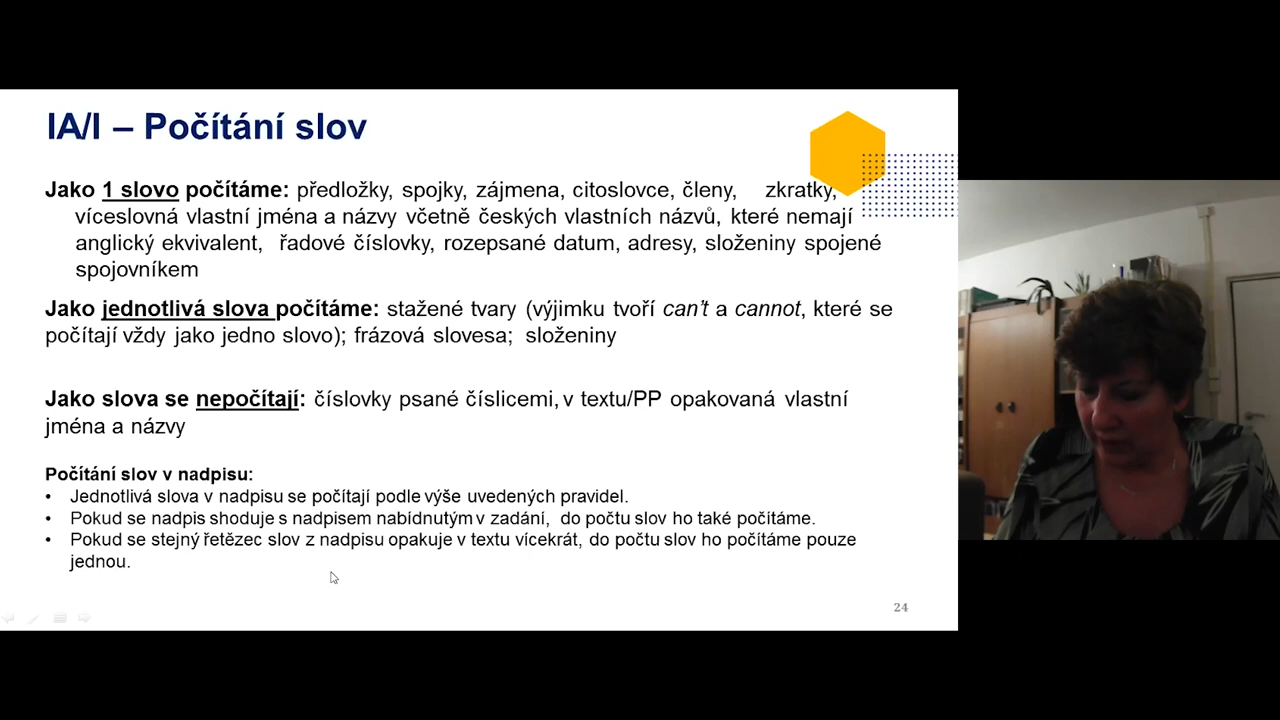 IA/I – Počítání slov
Jako 1 slovo počítáme: předložky, spojky, zájmena, citoslovce, členy, zkratky,
víceslovná vlastní jména a názvy včetně českých vlastních názvů, které nemají
anglický ekvivalent, řadové číslovky, rozepsané datum, adresy, složeniny spojené
spojovníkem
Jako jednotlivá slova počítáme: stažené tvary (výjimku tvoří can't a cannot, které se
počítají vždy jako jedno slovo); frázová slovesa; složeniny
Jako slova se nepočítají: číslovky psané číslicemi, v textu/PP opakovaná vlastní
jména a názvy
Počítání slov v nadpisu:
• Jednotlivá slova v nadpisu se počítají podle výše uvedených pravidel.
• Pokud se nadpis shoduje s nadpisem nabídnutým v zadání, do počtu slov ho také počítáme.
• Pokud se stejný řetězec slov z nadpisu opakuje v textu vícekrát, do počtu slov ho počítáme pouze
jednou.
24